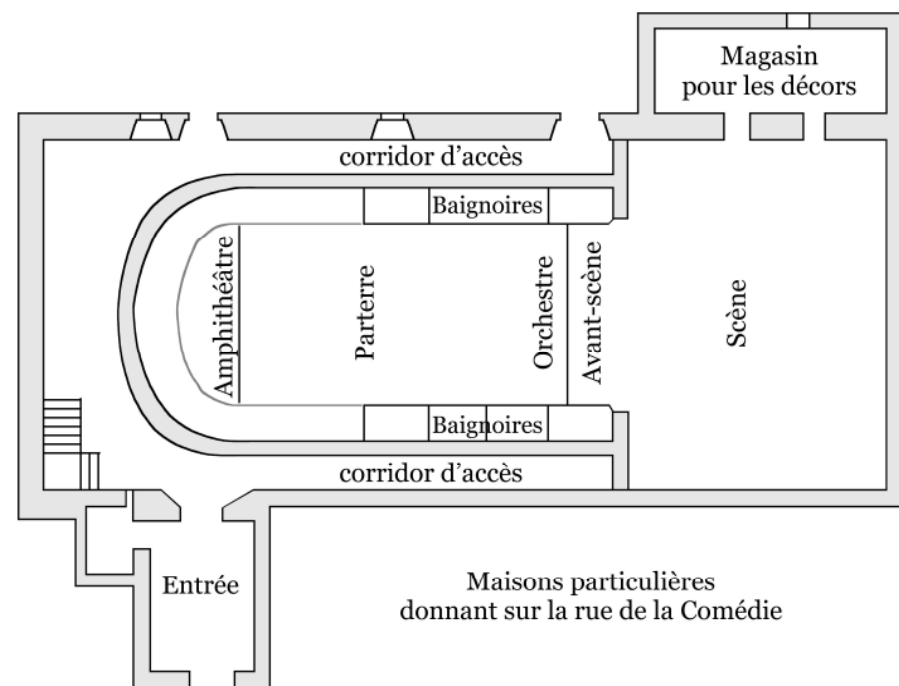 Magasin
pour les décors
corridor d'accès
Baignoires
Amphithéâtre
Parterre
Orchestre
Avant-scène
Scène
Baignoires
corridor d'accès
Entrée
Maisons particulières
donnant sur la rue de la Comédie